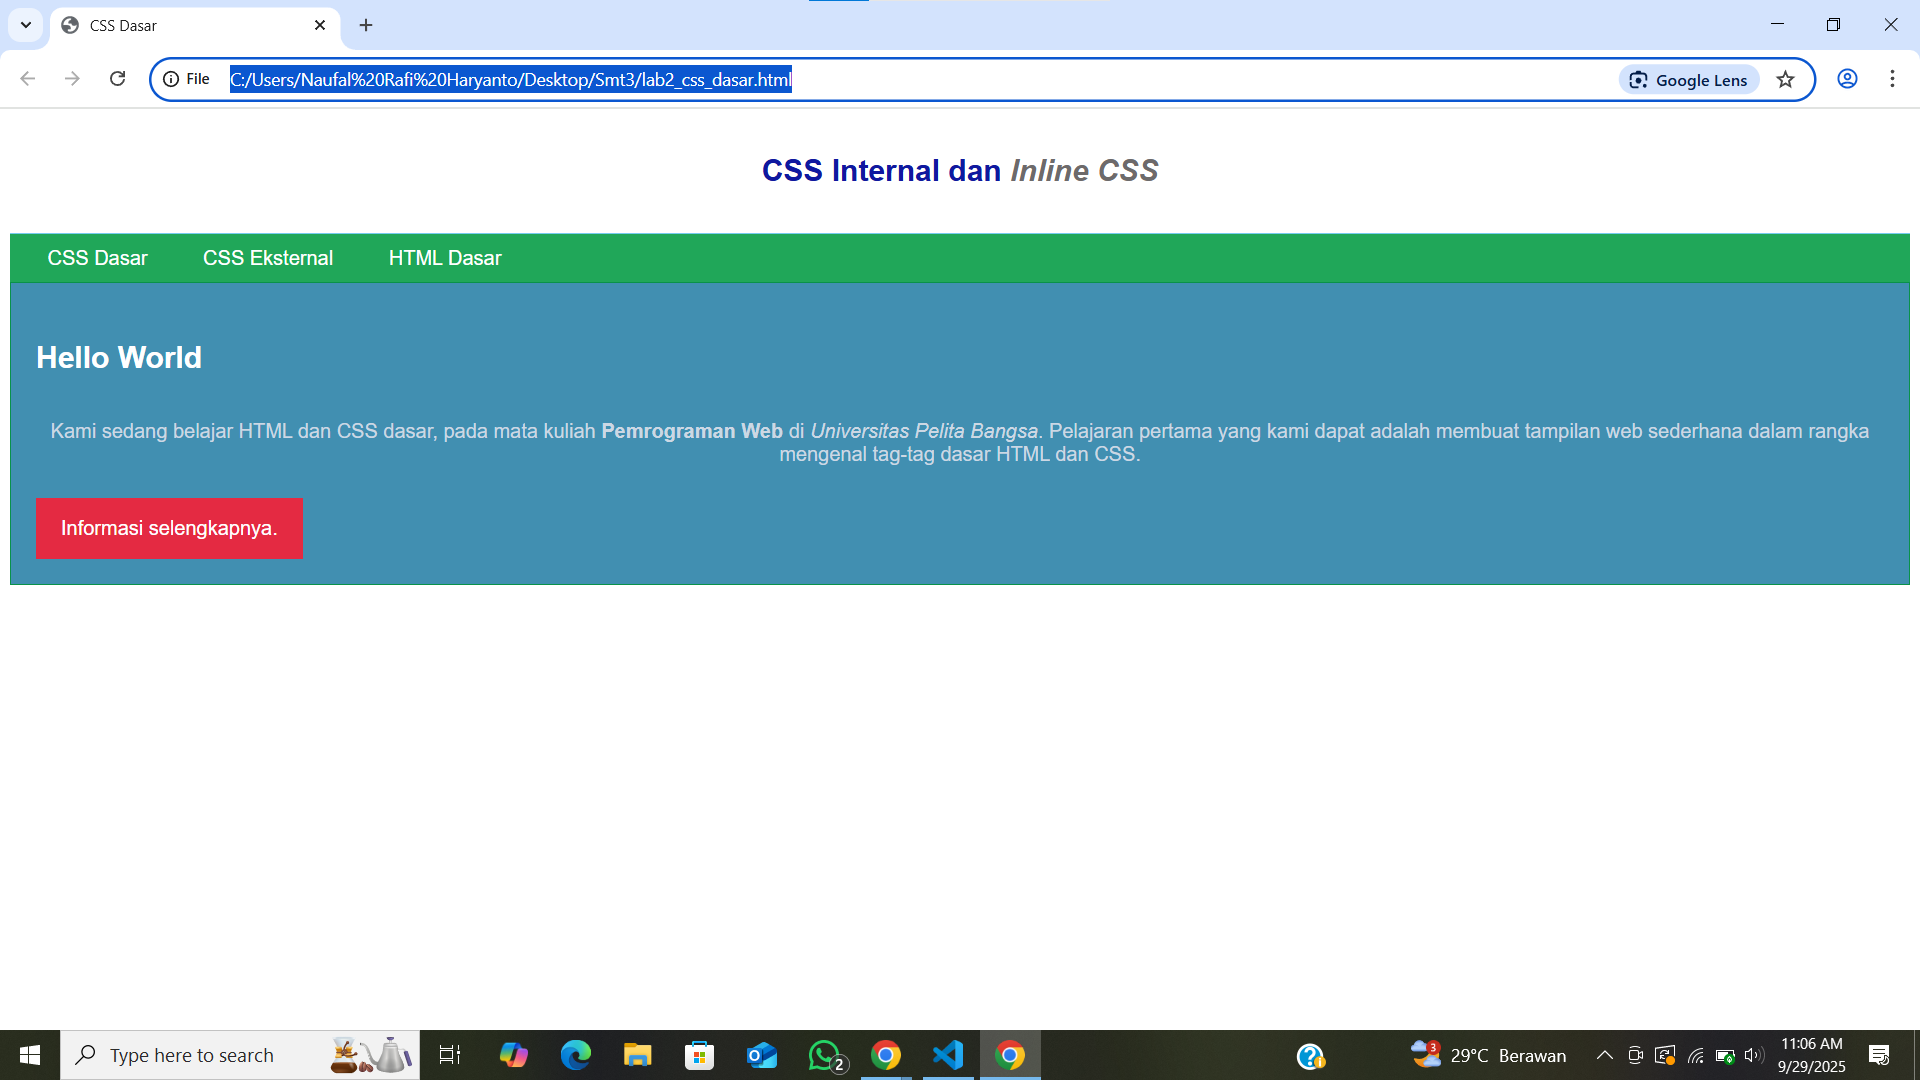 CSS Dasar
File
C:/Users/Naufal%20Rafi%20Haryanto/Desktop/Smt3/lab2_css_dasar.html
Google Lens
CSS Internal dan Inline CSS
CSS Dasar CSS Eksternal HTML Dasar
Hello World
Kami sedang belajar HTML dan CSS dasar, pada mata kuliah Pemrograman Web di Universitas Pelita Bangsa. Pelajaran pertama yang kami dapat adalah membuat tampilan web sederhana dalam rangka
mengenal tag-tag dasar HTML dan CSS.
Informasi selengkapnya.
Type here to search
2
3
29°C Berawan
11:06 AM
9/29/2025